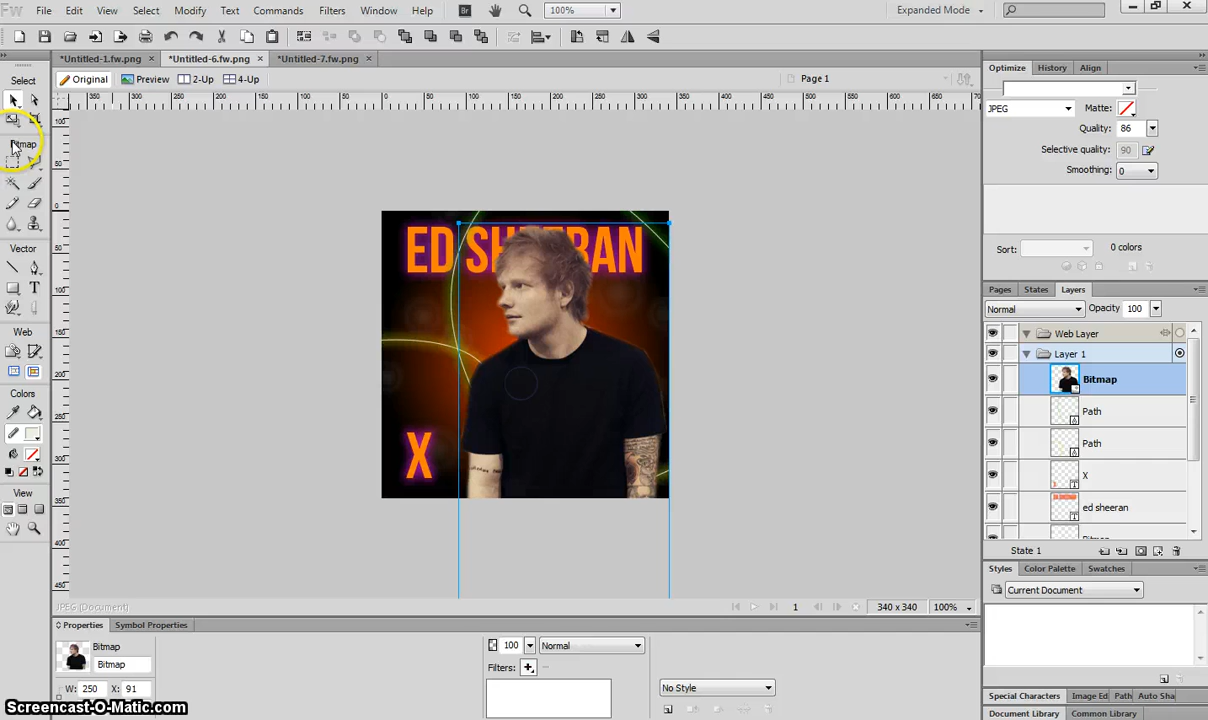 Fw File Edit View Select Modify Text Commands Filters Window Help Br 100% Expanded Mode
*Untitled-1.fw.png × *Untitled-6.fw.png × *Untitled-7.fw.png ×
Original Preview 2-Up 4-Up Page 1
Select
Bitmap
Vector
Web
Colors
View
ED SHEERAN
X
Optimize History Align
JPEG Matte:
Quality: 86
Selective quality: 90
Smoothing: 0
Sort: 0 colors
Pages States Layers
Normal Opacity 100
Web Layer
Layer 1
Bitmap
Path
Path
X
ed sheeran
Bitmap
State 1
Styles Color Palette Swatches
Current Document
JPEG (Document) 1 340 x 340 100%
Properties Symbol Properties
Bitmap
Bitmap
W: 250 X: 91
100 Normal
Filters:
No Style
Special Characters Image Ed Path Auto Sha
Document Library Common Library
Screencast-O-Matic.com